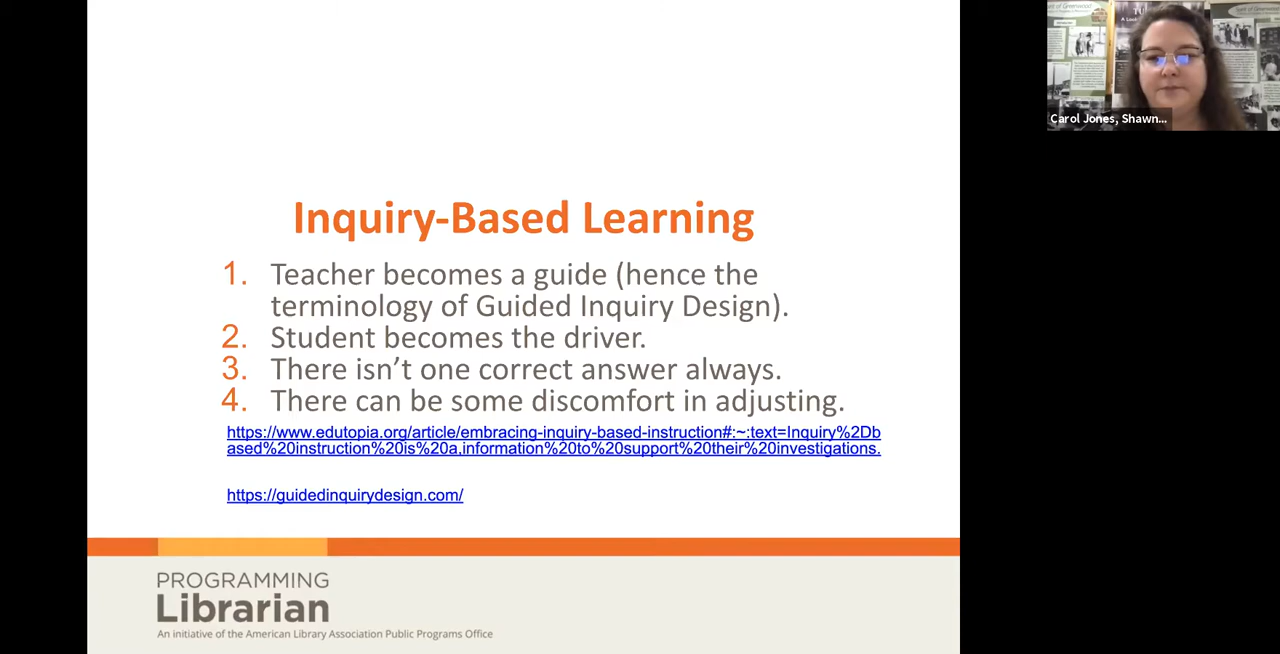 Inquiry-Based Learning
1. Teacher becomes a guide (hence the
terminology of Guided Inquiry Design).
2. Student becomes the driver.
3. There isn’t one correct answer always.
4. There can be some discomfort in adjusting.
https://www.edutopia.org/article/embracing-inquiry-based-instruction#:~:text=Inquiry%2Db
ased%20instruction%20is%20a,information%20to%20support%20their%20investigations.
https://guidedinquirydesign.com/
PROGRAMMING
Librarian
An initiative of the American Library Association Public Programs Office
Carol Jones, Shawn...